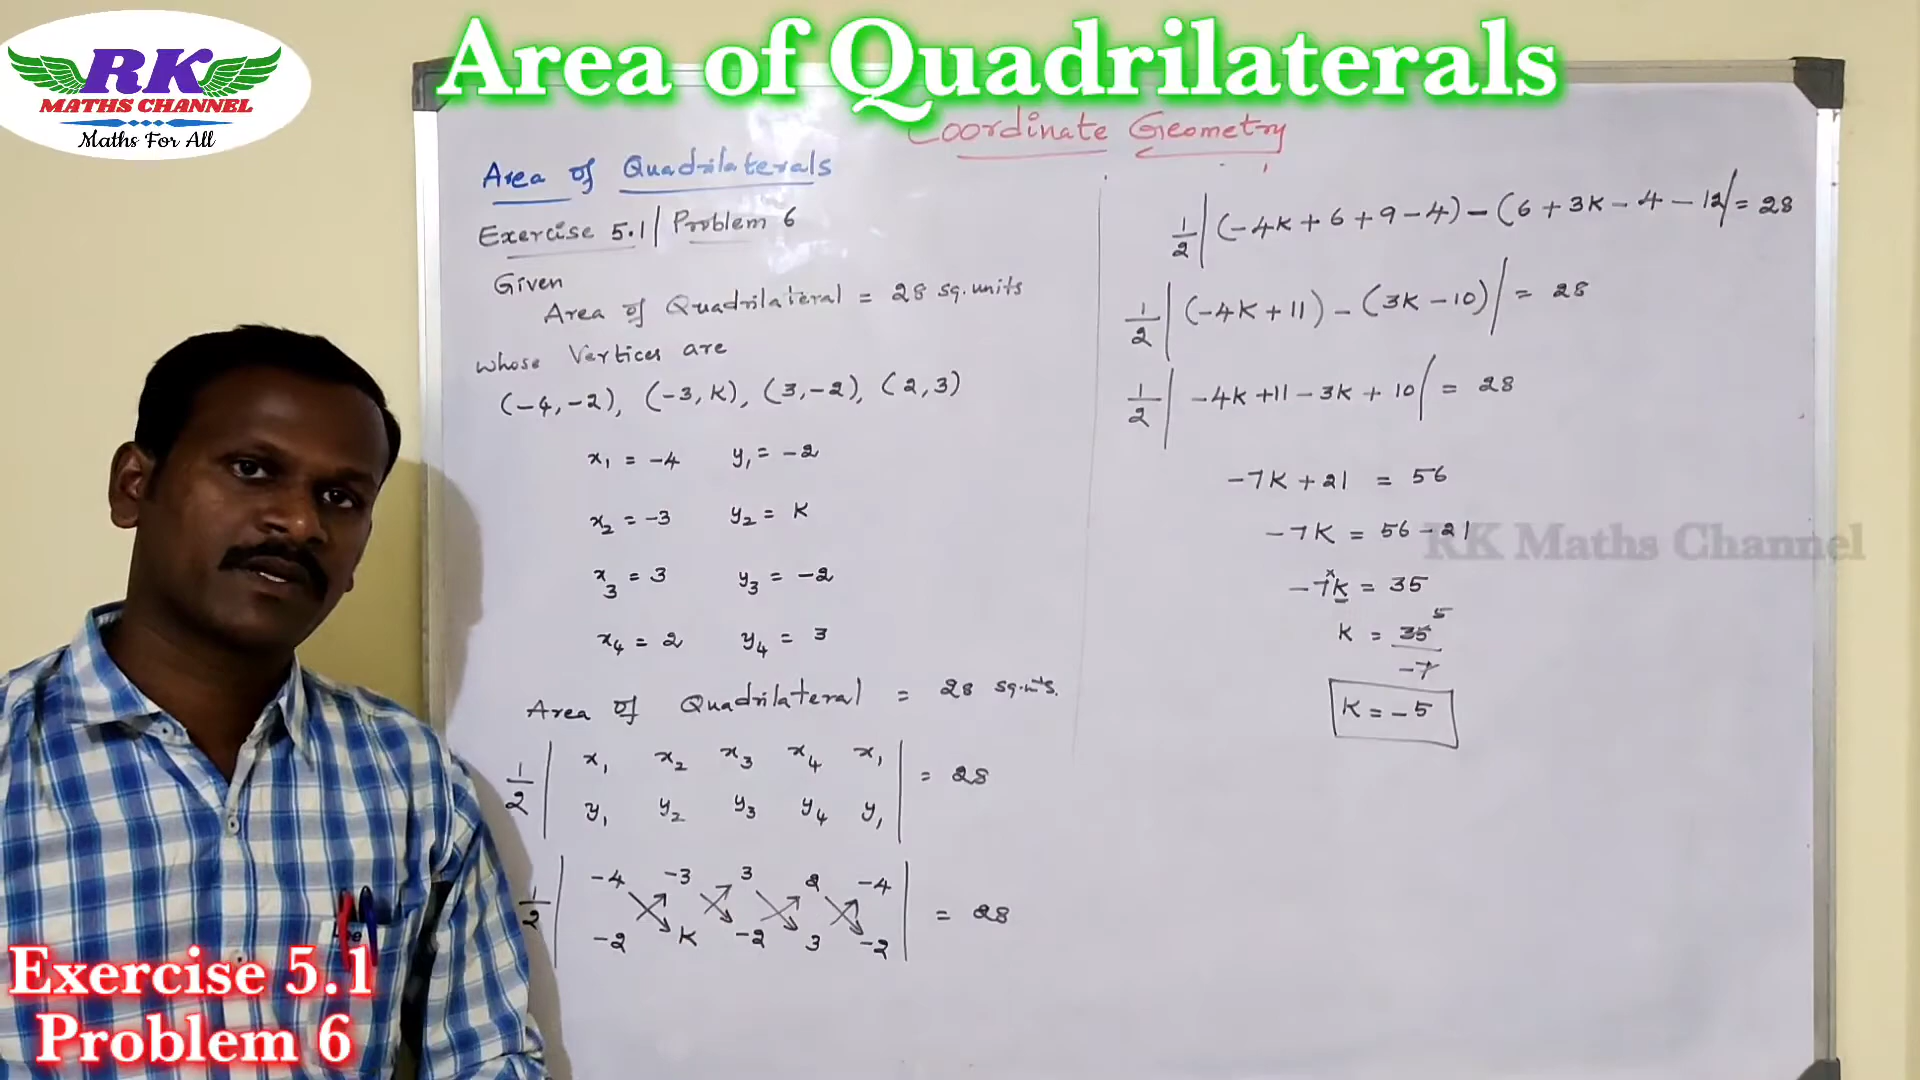 Area of Quadrilaterals
RK
MATHS CHANNEL
Maths For All
Coordinate Geometry
Area of Quadrilaterals
Exercise 5.1 | Problem 6
Given
Area of Quadrilateral = 28 sq.units
whose Vertices are
(-4,-2), (-3, K), (3,-2), (2,3)
x₁ = -4 y₁ = -2
x₂ = -3 y₂ = K
x₃ = 3 y₃ = -2
x₄ = 2 y₄ = 3
Area of Quadrilateral = 28 sq.uts.
1/2 | x₁ x₂ x₃ x₄ x₁ | = 28
y₁ y₂ y₃ y₄ y₁
1/2 | -4 -3 3 2 -4 | = 28
-2 K -2 3 -2
1/2 | (-4K + 6 + 9 - 4) - (6 + 3K - 4 - 12 | = 28
1/2 | (-4K + 11) - (3K - 10) | = 28
1/2 | -4K + 11 - 3K + 10 | = 28
-7K + 21 = 56
-7K = 56 - 21
RK Maths Channel
-7K = 35
K = 35/-7 5
K = -5
Exercise 5.1
Problem 6